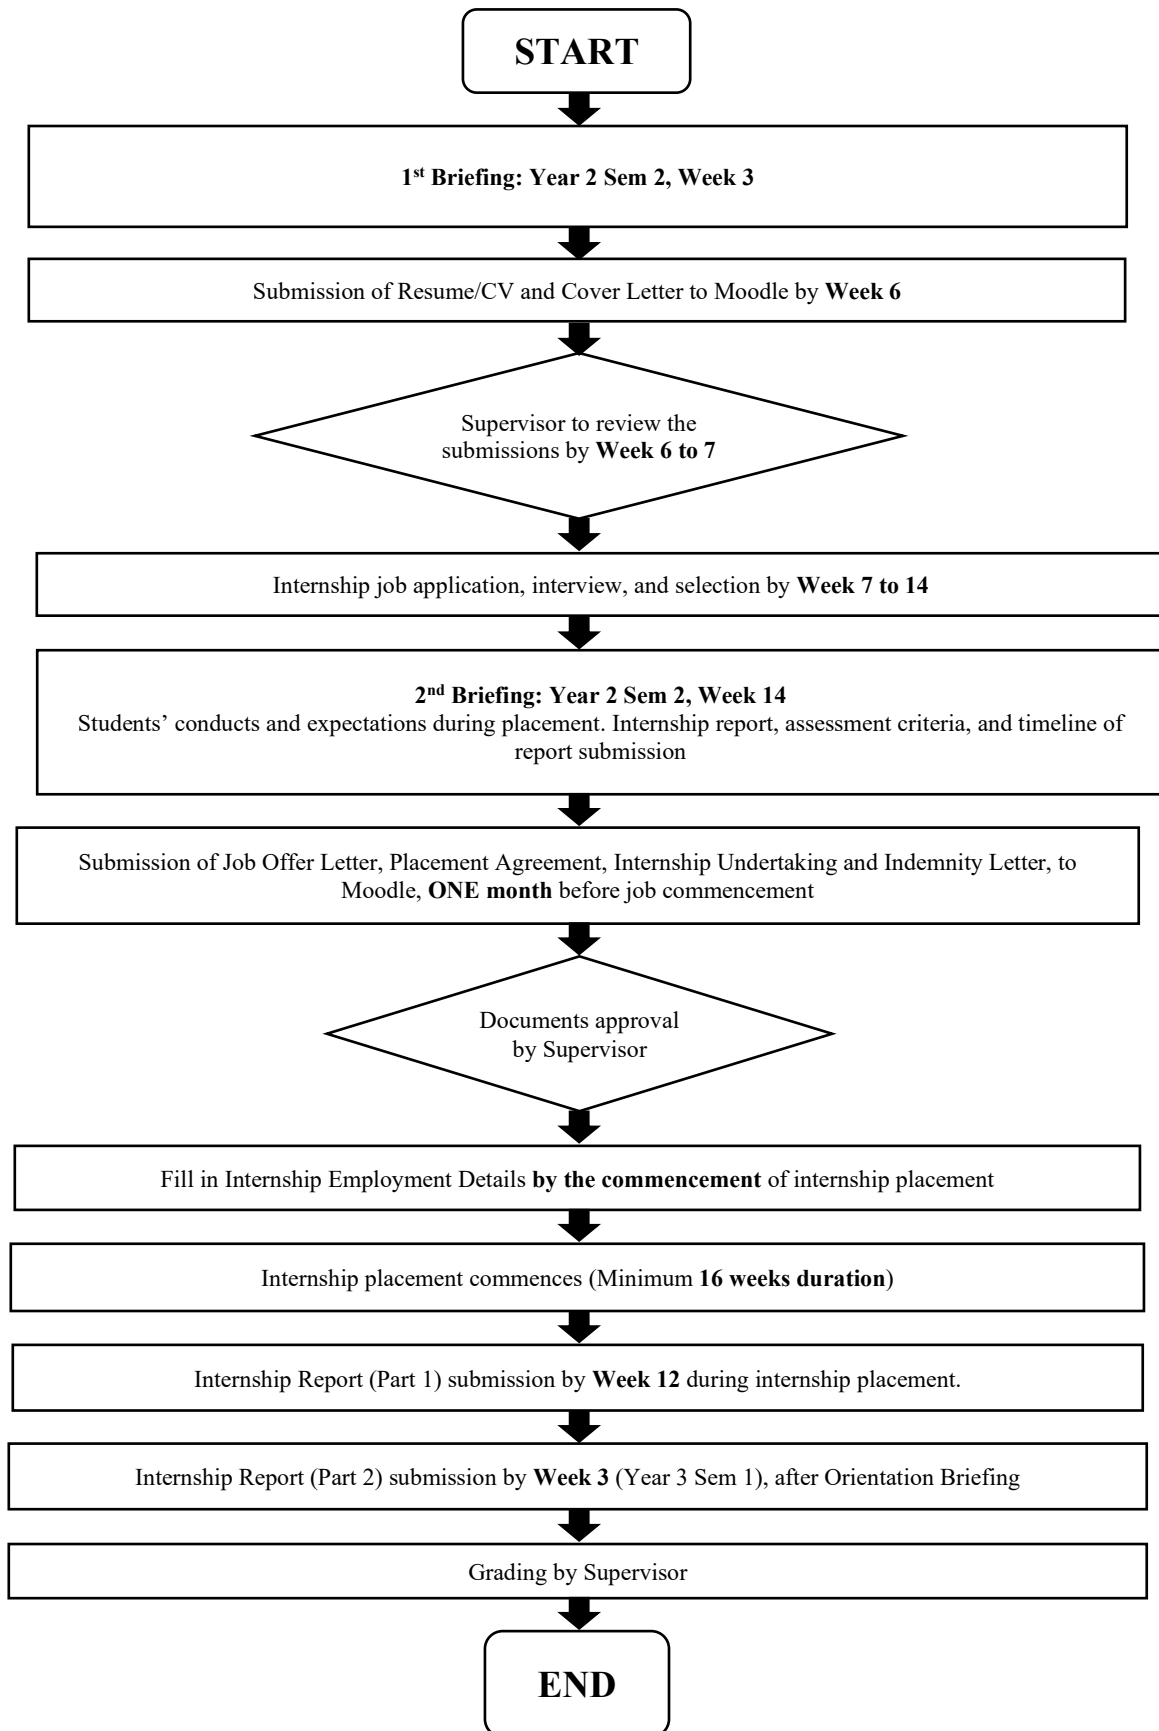 START
1st Briefing: Year 2 Sem 2, Week 3
Submission of Resume/CV and Cover Letter to Moodle by Week 6
Supervisor to review the
submissions by Week 6 to 7
Internship job application, interview, and selection by Week 7 to 14
2nd Briefing: Year 2 Sem 2, Week 14
Students’ conducts and expectations during placement. Internship report, assessment criteria, and timeline of
report submission
Submission of Job Offer Letter, Placement Agreement, Internship Undertaking and Indemnity Letter, to
Moodle, ONE month before job commencement
Documents approval
by Supervisor
Fill in Internship Employment Details by the commencement of internship placement
Internship placement commences (Minimum 16 weeks duration)
Internship Report (Part 1) submission by Week 12 during internship placement.
Internship Report (Part 2) submission by Week 3 (Year 3 Sem 1), after Orientation Briefing
Grading by Supervisor
END